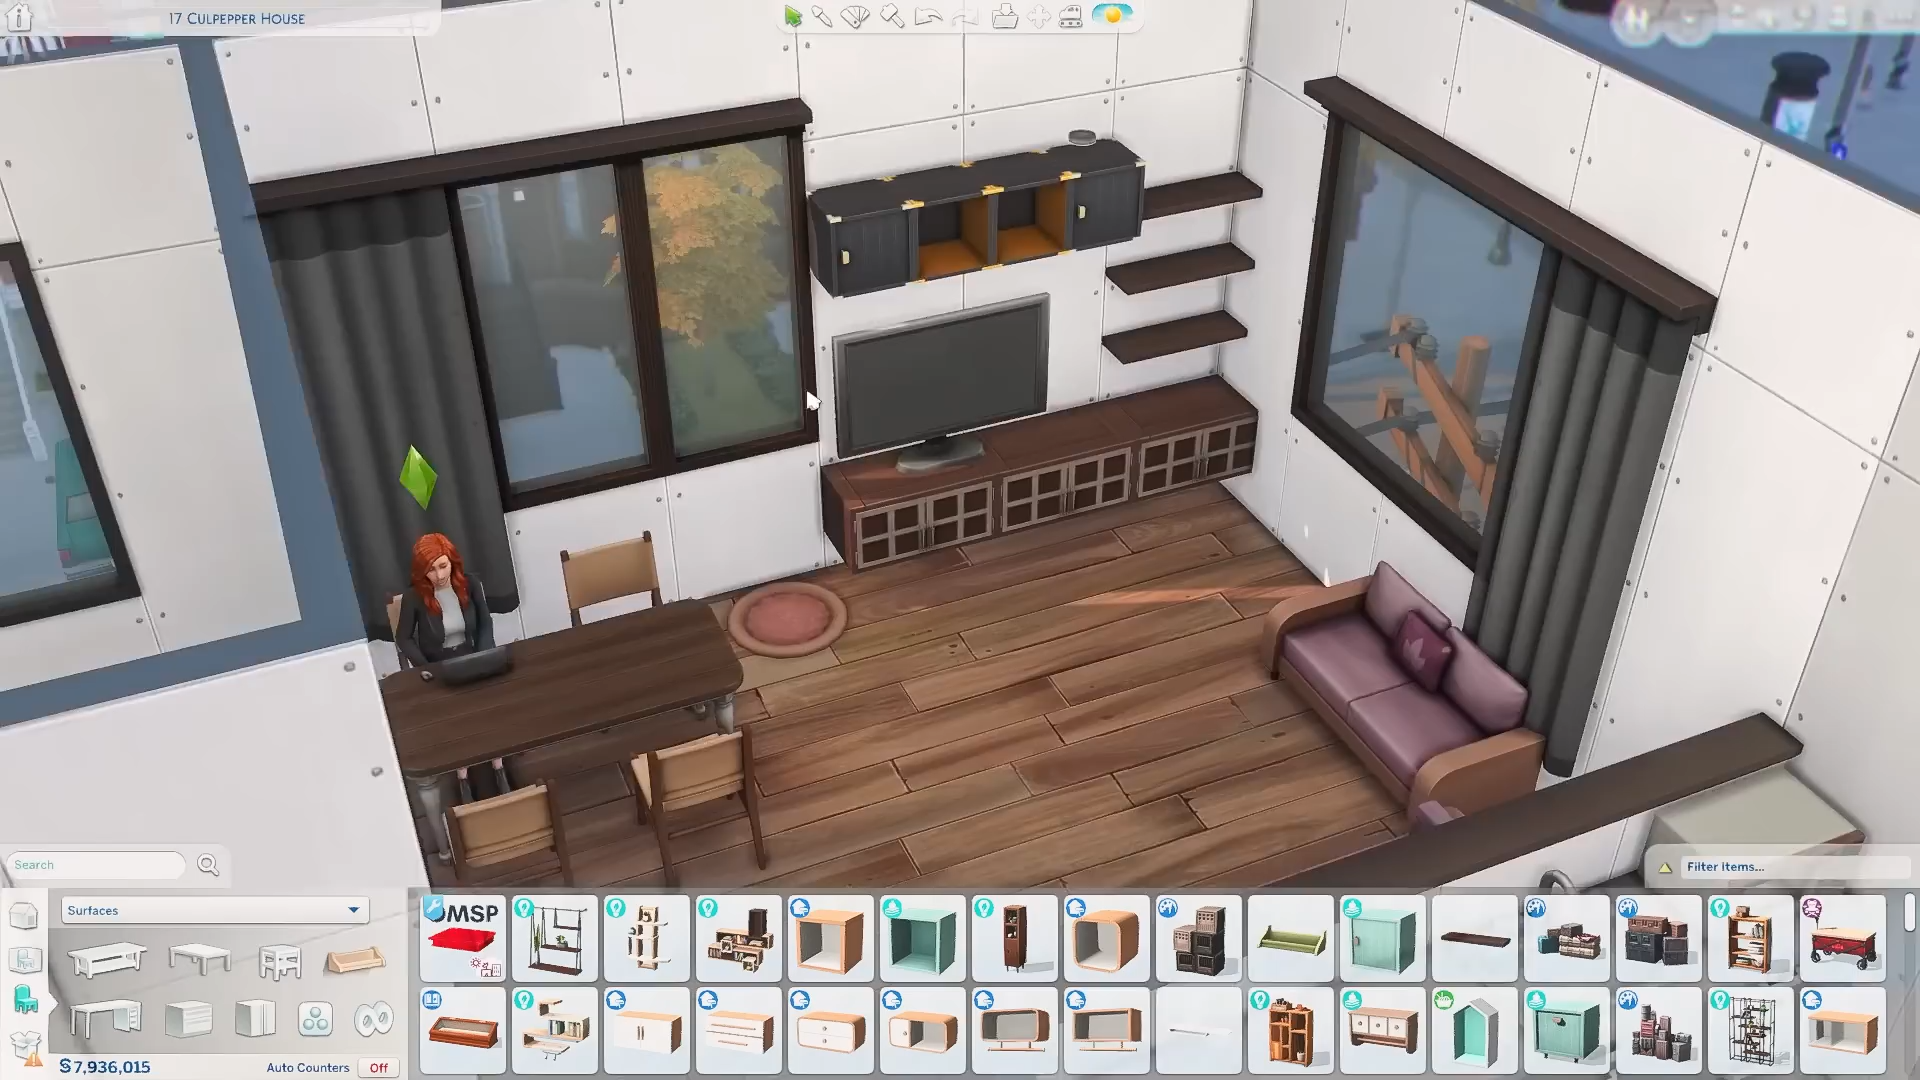 17 Culpepper House
Search
Filter Items...
Surfaces
MSP
§7,936,015
Auto Counters
Off